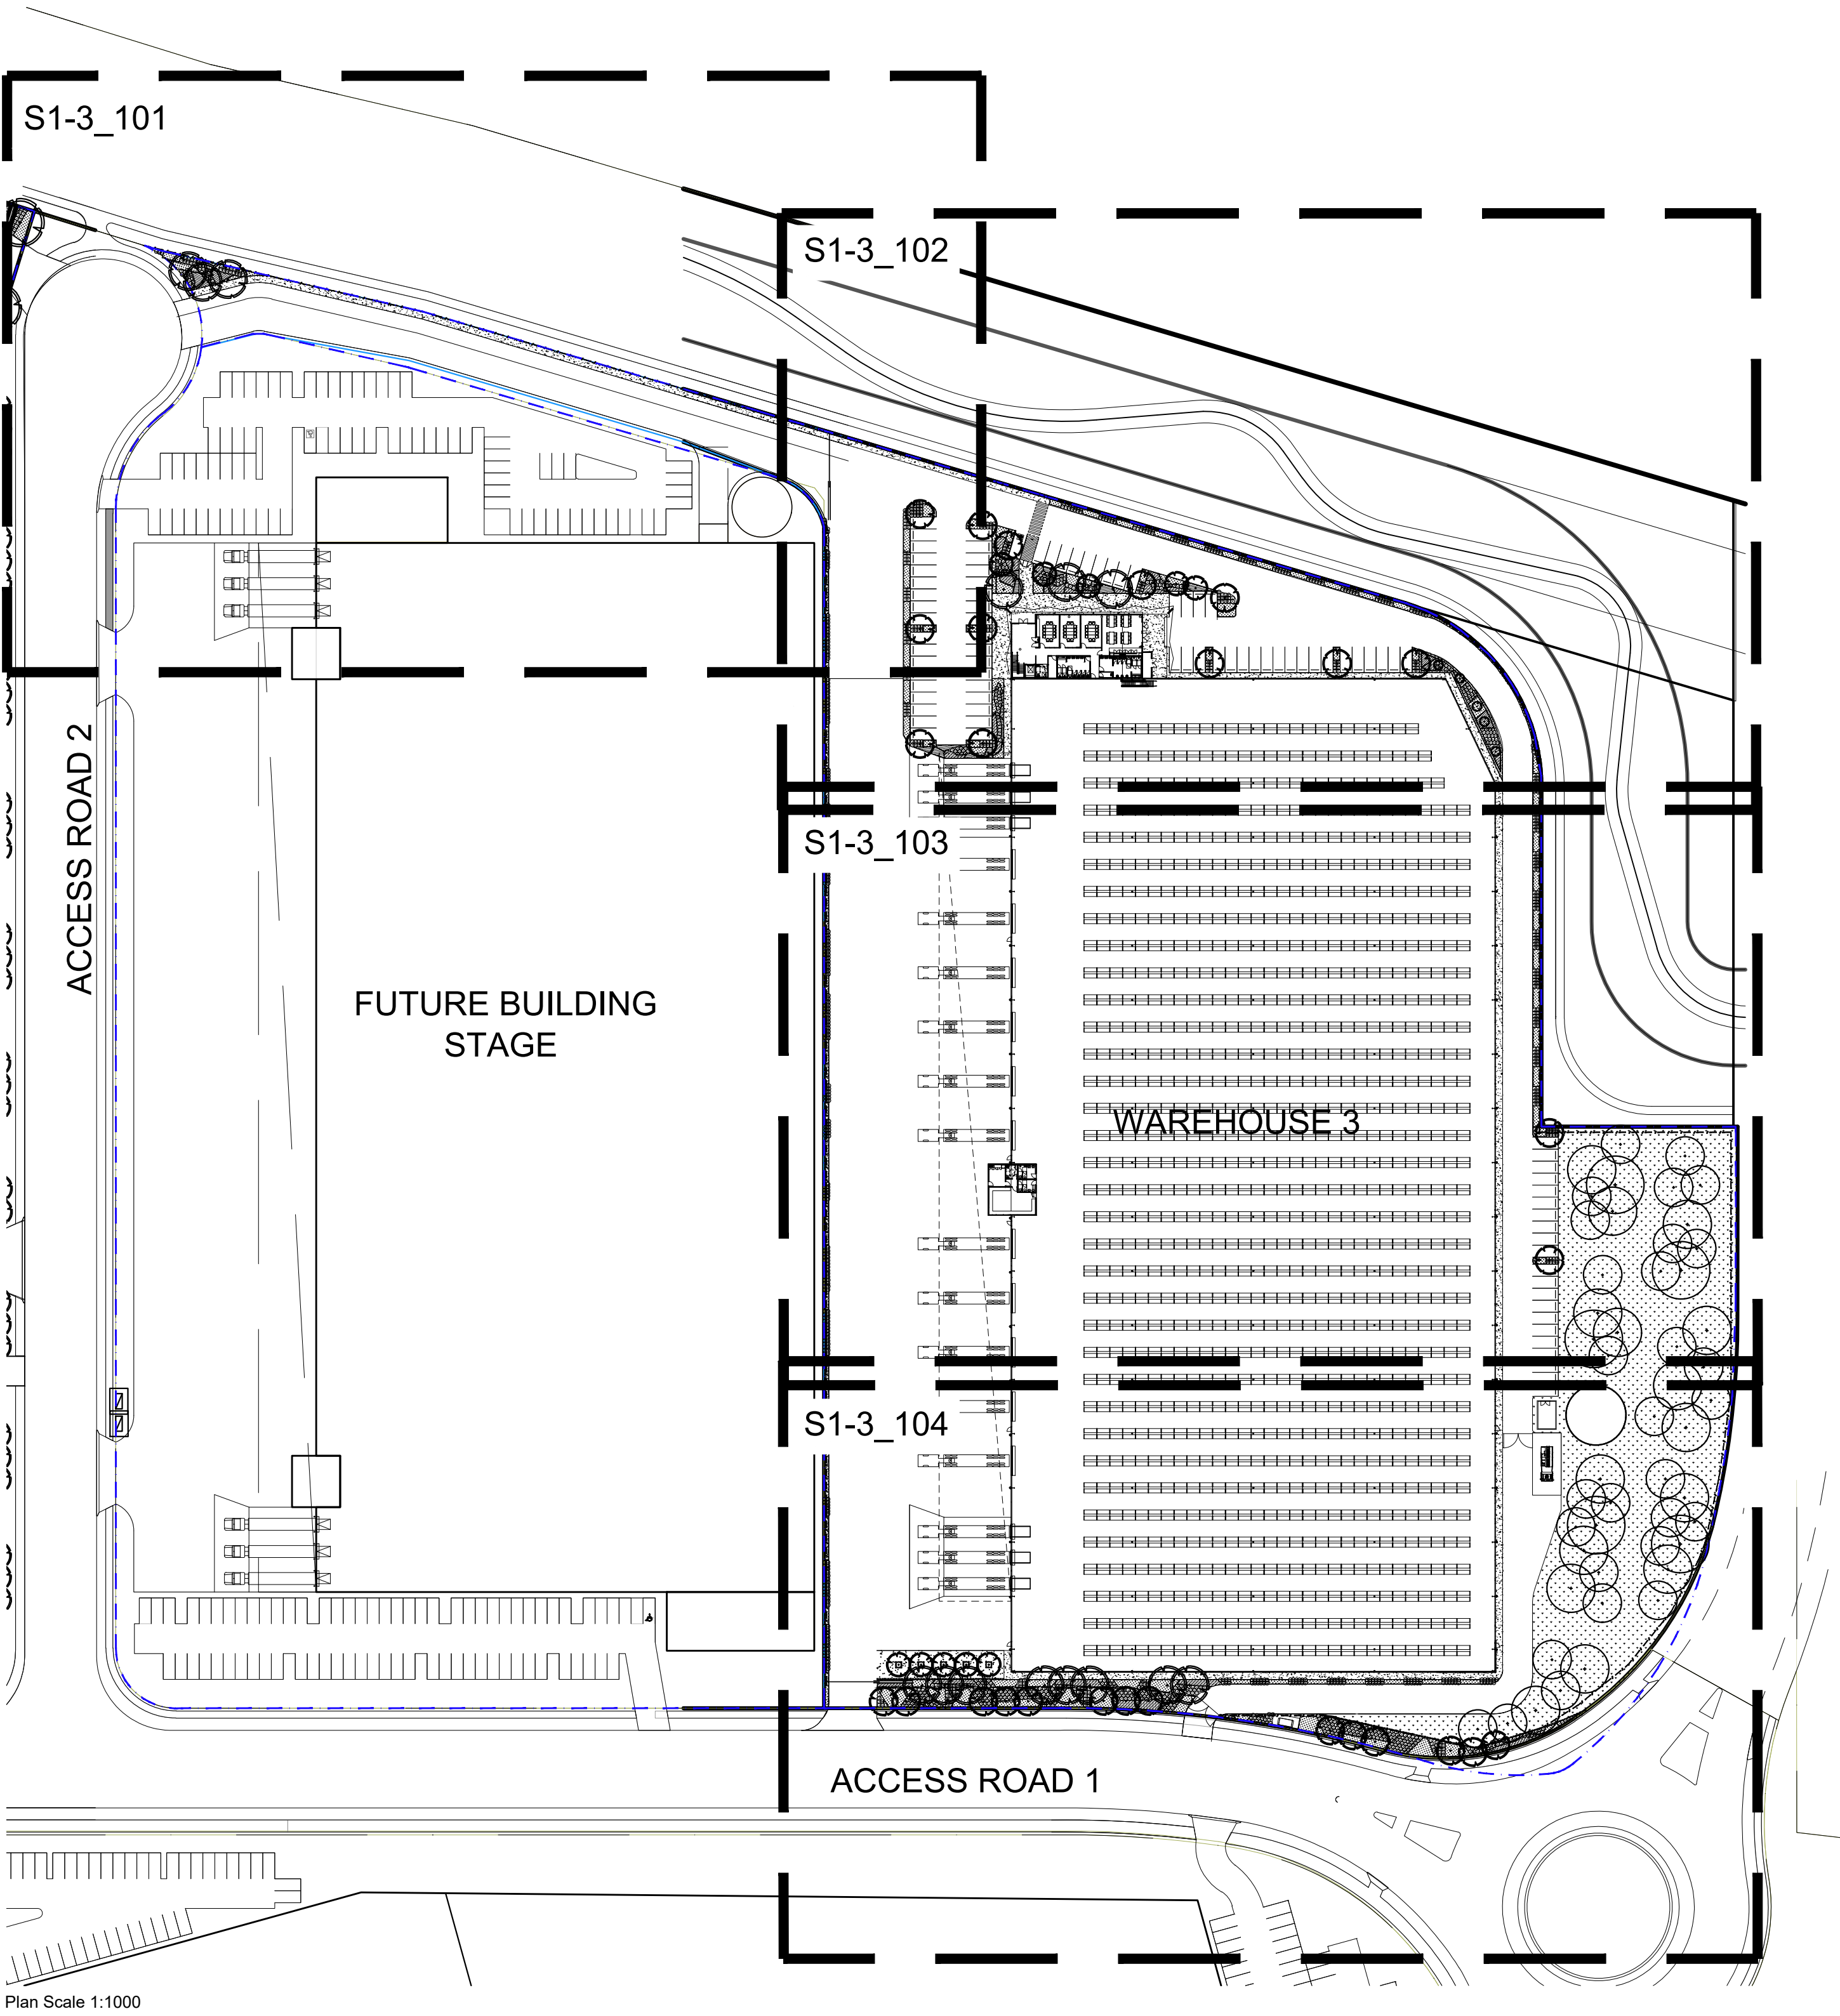 S1-3_101
S1-3_102
ACCESS ROAD 2
S1-3_103
FUTURE BUILDING
STAGE
WAREHOUSE 3
S1-3_104
ACCESS ROAD 1
Plan Scale 1:1000